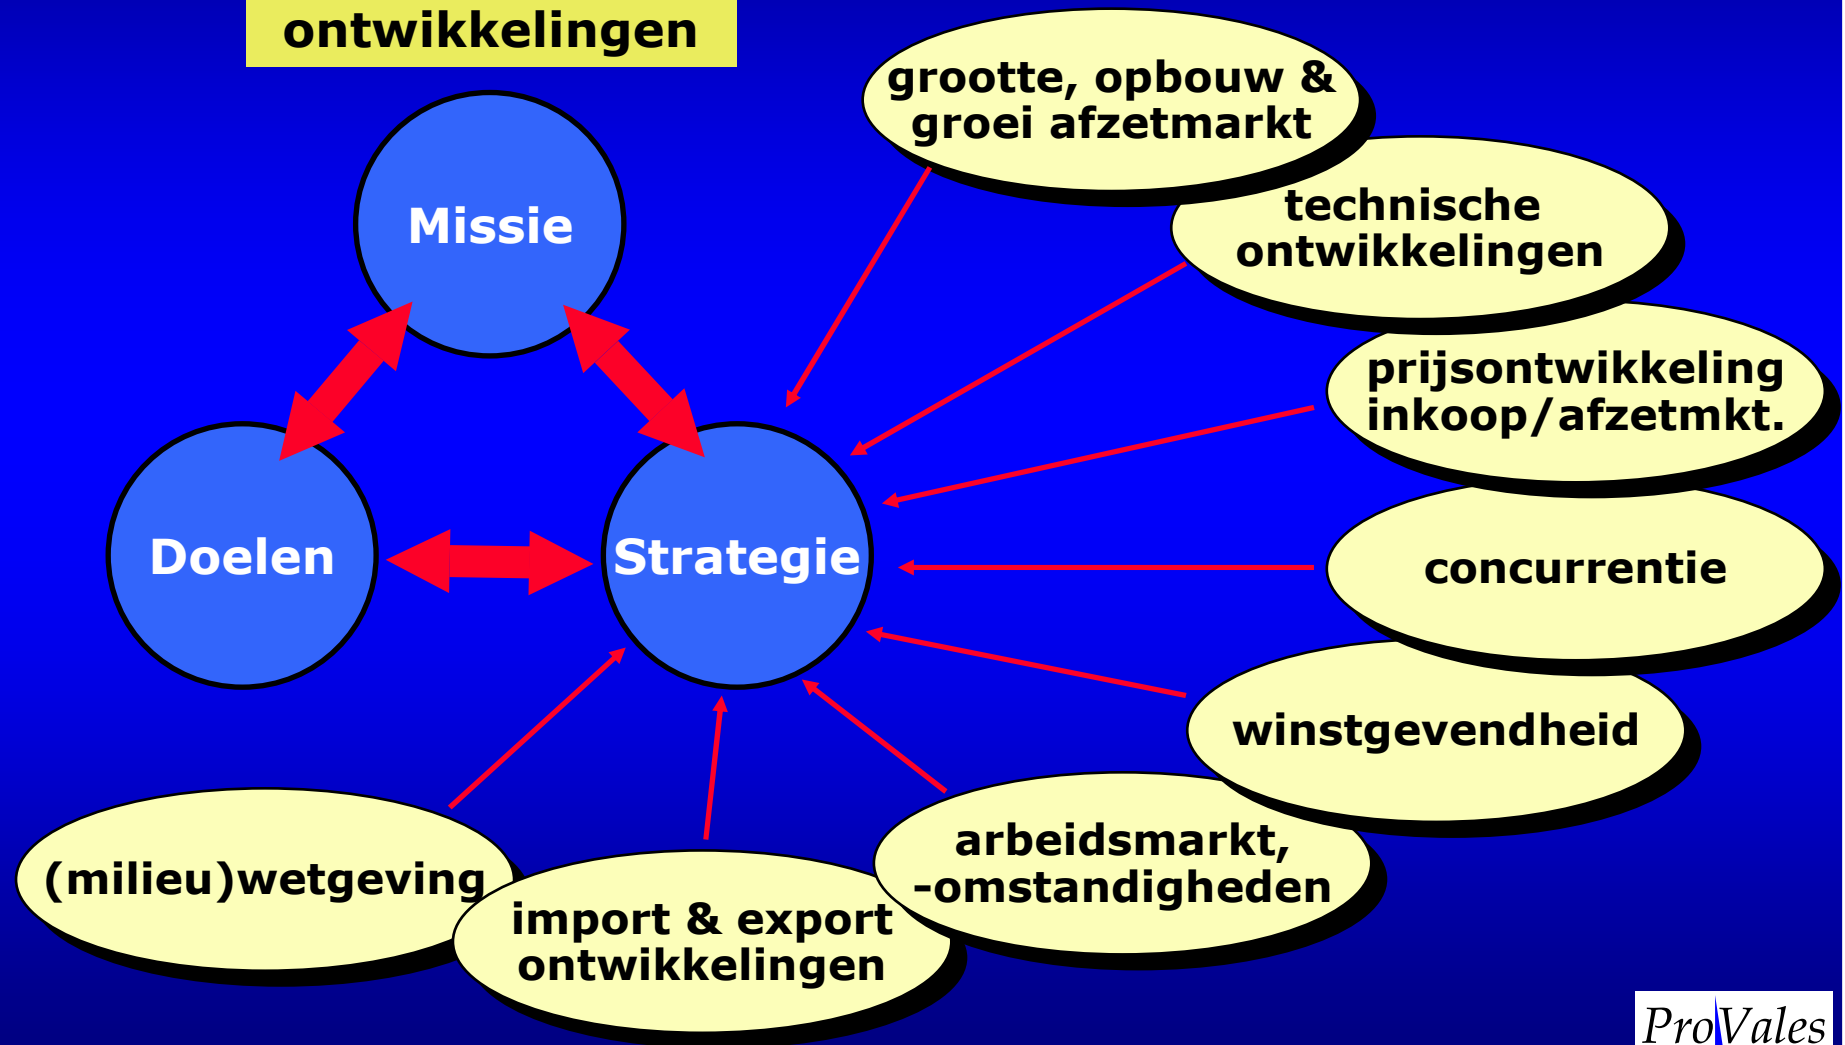 ontwikkelingen
grootte, opbouw &
groei afzetmarkt
Missie
technische
ontwikkelingen
prijsontwikkeling
inkoop/afzetmkt.
Doelen
Strategie
concurrentie
winstgevendheid
arbeidsmarkt,
-omstandigheden
(milieu)wetgeving
import & export
ontwikkelingen
ProVales